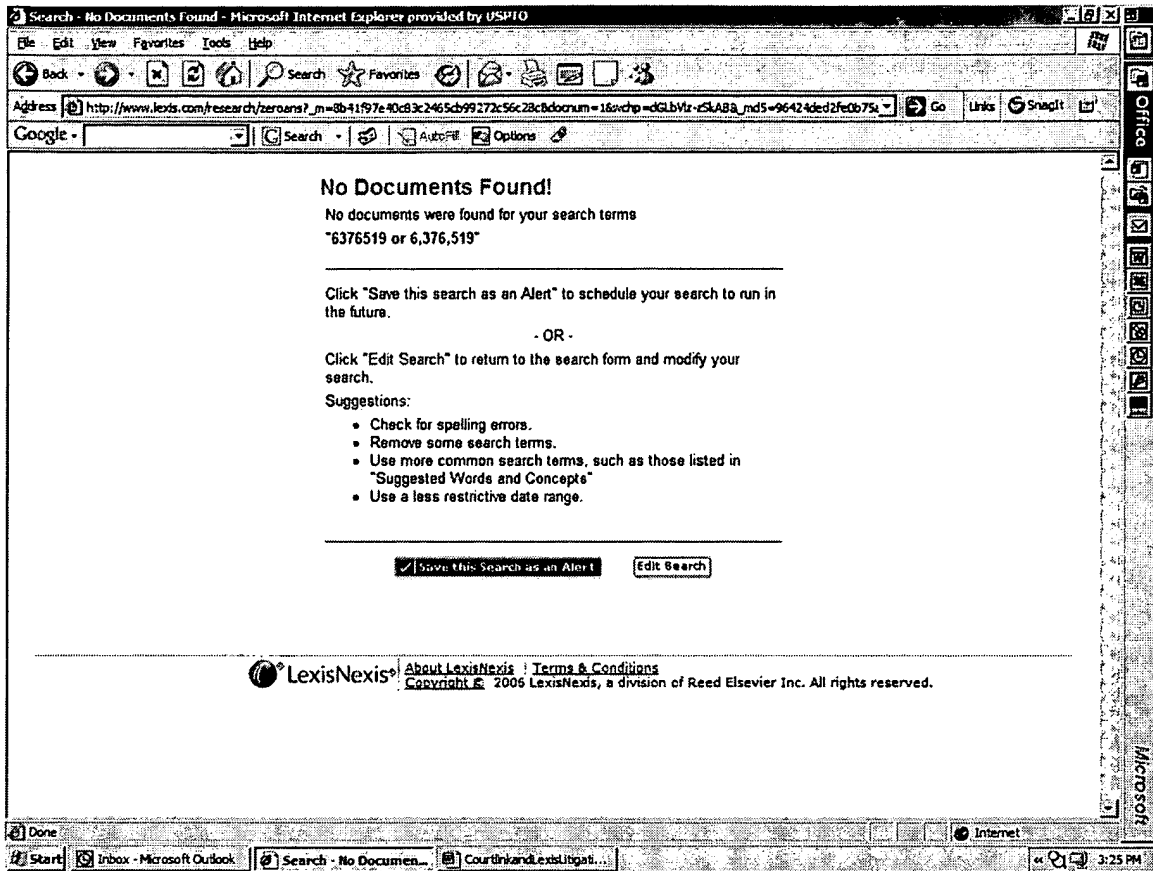 Search - No Documents Found - Microsoft Internet Explorer provided by USPTO
File Edit View Favorites Tools Help
Back Search Favorites
Address http://www.lexis.com/research/zeroans?_m=8b41f97e40c83c2465cb99272c56c28c&docnum=1&wchp=dGLbVlz-zSkAB&_md5=96424ded2fe0b75 Go Links SnagIt
Google - Search AutoFill Options
Office
No Documents Found!
No documents were found for your search terms
"6376519 or 6,376,519"
Click "Save this search as an Alert" to schedule your search to run in
the future.
- OR -
Click "Edit Search" to return to the search form and modify your
search.
Suggestions:
• Check for spelling errors.
• Remove some search terms.
• Use more common search terms, such as those listed in
"Suggested Words and Concepts"
• Use a less restrictive date range.
Save this Search as an Alert Edit Search
LexisNexis About LexisNexis | Terms & Conditions
Copyright © 2006 LexisNexis, a division of Reed Elsevier Inc. All rights reserved.
Microsoft
Done Internet
Start Inbox - Microsoft Outlook Search - No Documen... CourtlinkandLexisLitigati... 3:25 PM